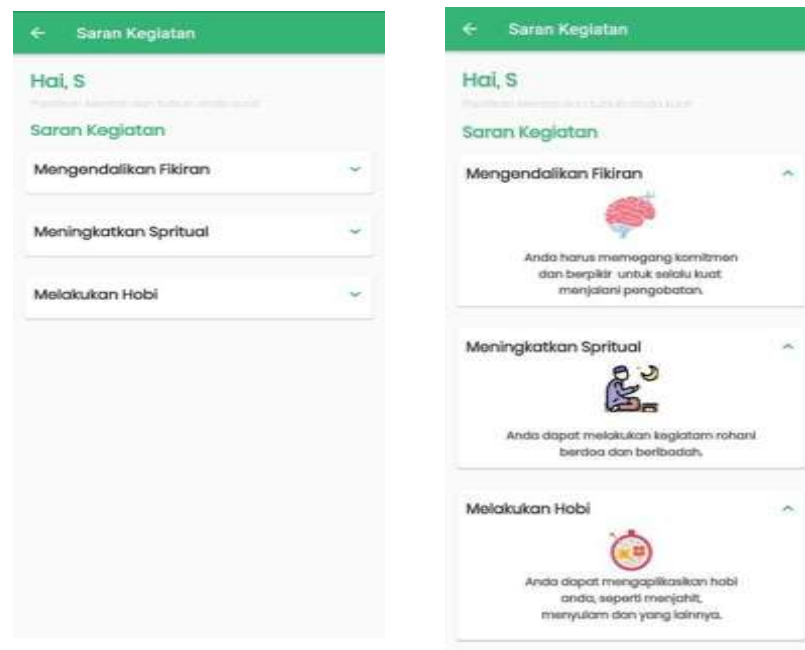 Saran Kegiatan
Hai, S
Saran Kegiatan
Mengendalikan Fikiran
Meningkatkan Spritual
Melakukan Hobi
Saran Kegiatan
Hai, S
Saran Kegiatan
Mengendalikan Fikiran
Anda harus memegang komitmen
dan berpikir untuk selalu kuat
menjalani pengobatan.
Meningkatkan Spritual
Anda dapat melakukan kegiatam rohani
berdoa dan beribadah.
Melakukan Hobi
Anda dapat mengaplikasikan hobi
anda, seperti menjahit,
menyulam dan yang lainnya.